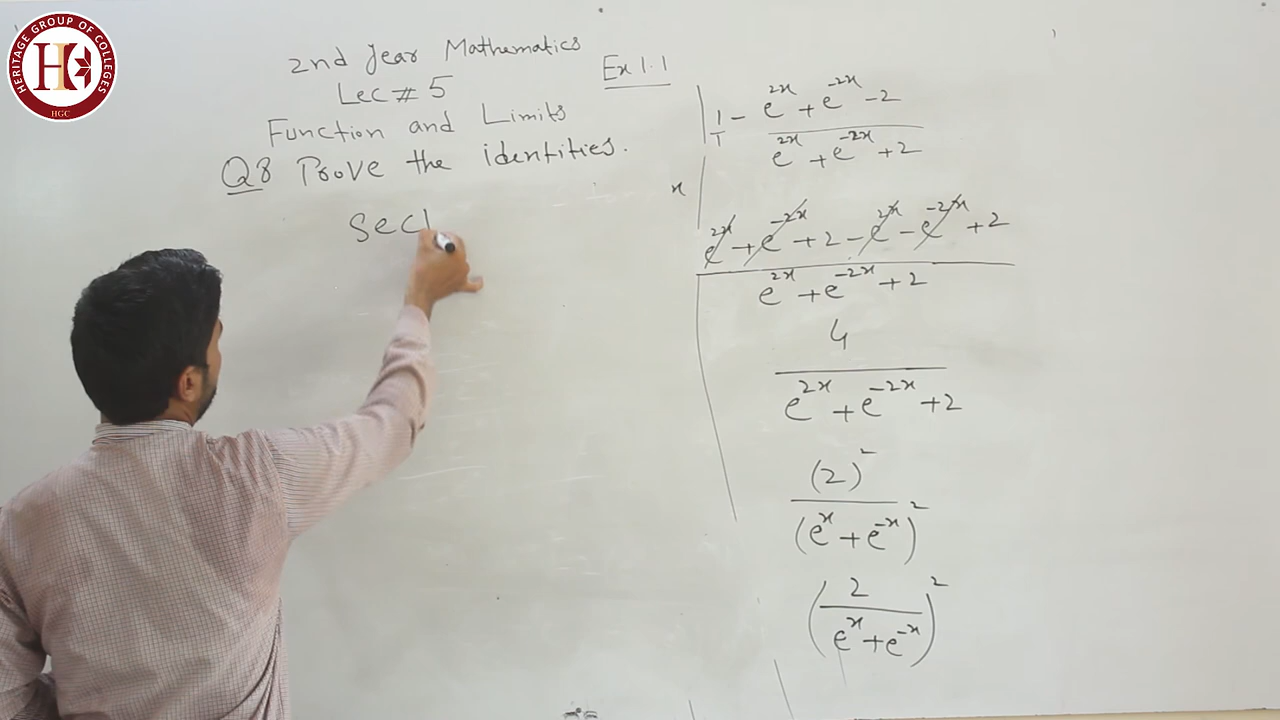 HERITAGE GROUP OF COLLEGES
HGC
2nd Year Mathematics
Lec # 5
Ex 1.1
Function and Limits
Q8 Prove the identities.
sech
x
1/1 - (e^2x + e^-2x - 2)/(e^2x + e^-2x + 2)
(e^2x + e^-2x + 2 - e^2x - e^-2x + 2)/(e^2x + e^-2x + 2)
4/(e^2x + e^-2x + 2)
(2)^2/(e^x + e^-x)^2
(2/(e^x + e^-x))^2